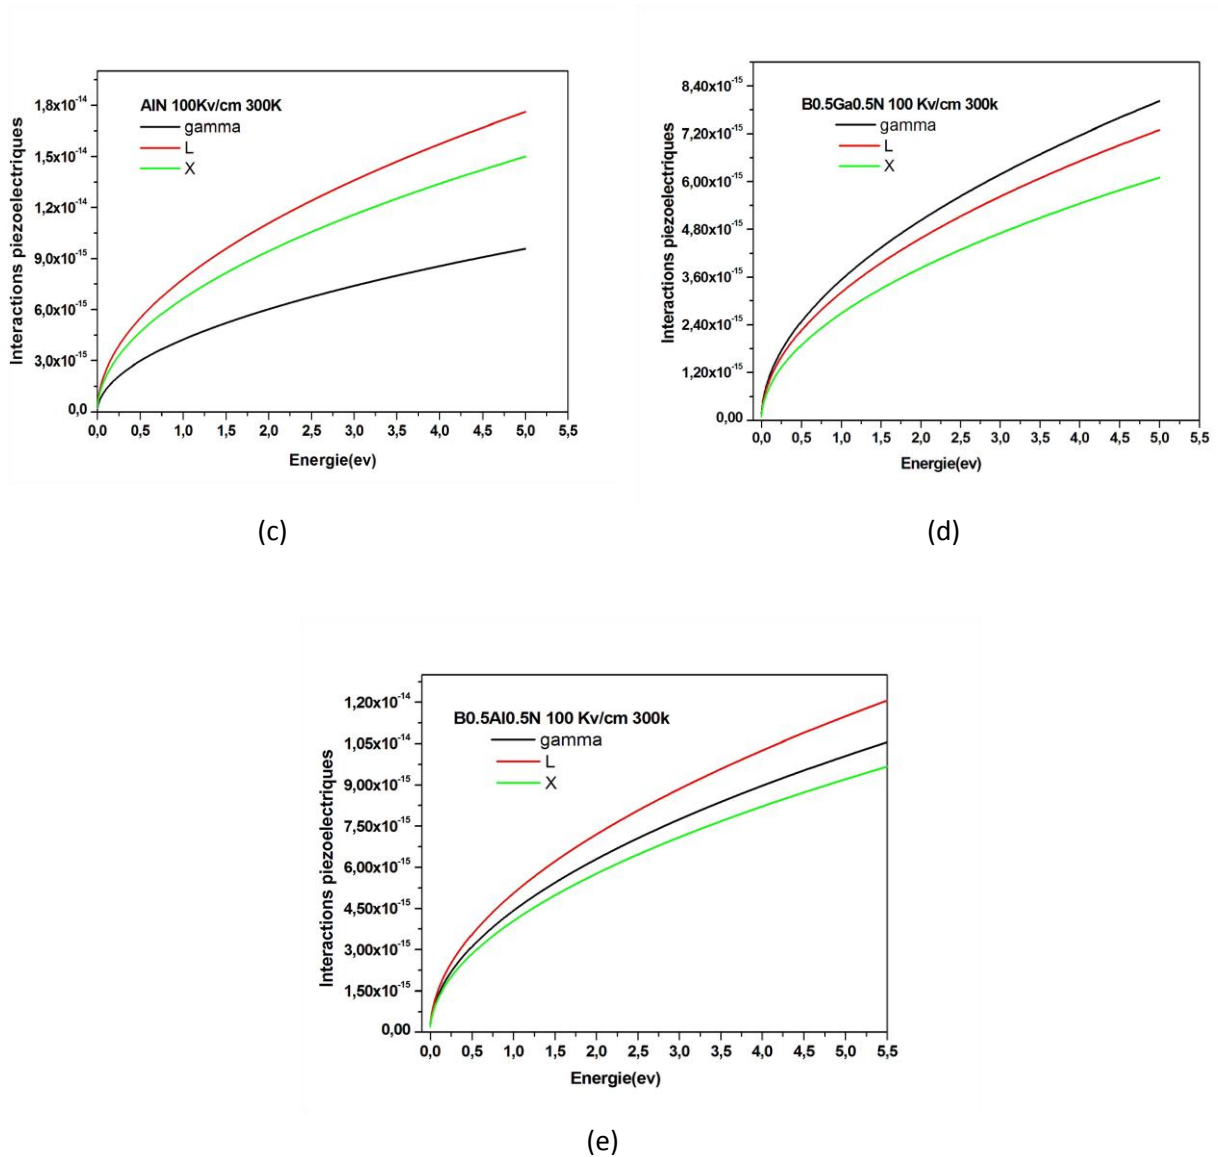 AlN 100Kv/cm 300K
gamma
L
X
Interactions piezoelectriques
1,8x10^-14
1,5x10^-14
1,2x10^-14
9,0x10^-15
6,0x10^-15
3,0x10^-15
0,0
0,0 0,5 1,0 1,5 2,0 2,5 3,0 3,5 4,0 4,5 5,0 5,5
Energie(ev)
(c)
B0.5Ga0.5N 100 Kv/cm 300k
gamma
L
X
Interactions piezoelectriques
8,40x10^-15
7,20x10^-15
6,00x10^-15
4,80x10^-15
3,60x10^-15
2,40x10^-15
1,20x10^-15
0,00
0,0 0,5 1,0 1,5 2,0 2,5 3,0 3,5 4,0 4,5 5,0 5,5
Energie(ev)
(d)
B0.5Al0.5N 100 Kv/cm 300k
gamma
L
X
Interactions piezoelectriques
1,20x10^-14
1,05x10^-14
9,00x10^-15
7,50x10^-15
6,00x10^-15
4,50x10^-15
3,00x10^-15
1,50x10^-15
0,00
0,0 0,5 1,0 1,5 2,0 2,5 3,0 3,5 4,0 4,5 5,0 5,5
Energie(ev)
(e)